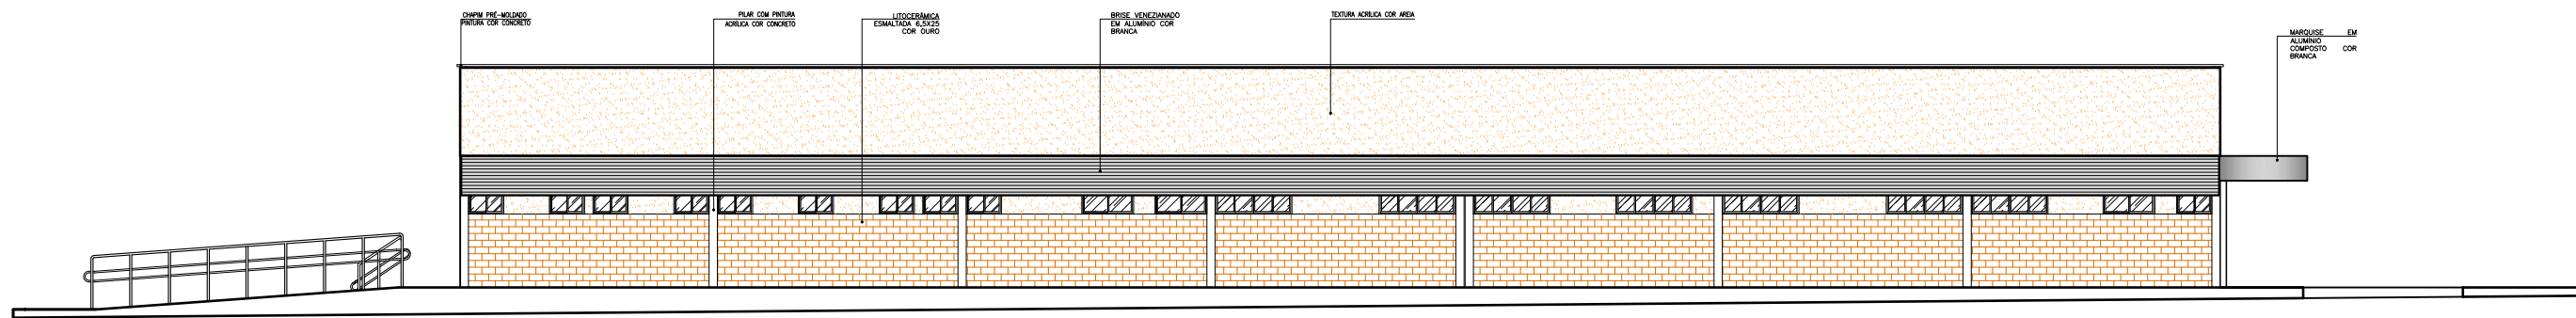 CHAPIM PRÉ-MOLDADO
PINTURA COR CONCRETO
PILAR COM PINTURA
ACRÍLICA COR CONCRETO
LITOCERÂMICA
ESMALTADA 6,5X25
COR OURO
BRISE VENEZIANADO
EM ALUMÍNIO COR
BRANCA
TEXTURA ACRÍLICA COR AREIA
MARQUISE EM
ALUMÍNIO
COMPOSTO COR
BRANCA